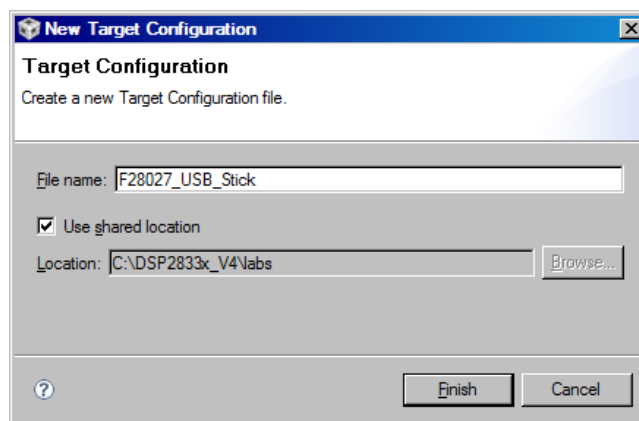 New Target Configuration
Target Configuration
Create a new Target Configuration file.
File name: F28027_USB_Stick
Use shared location
Location: C:\DSP2833x_V4\labs Browse...
Finish Cancel